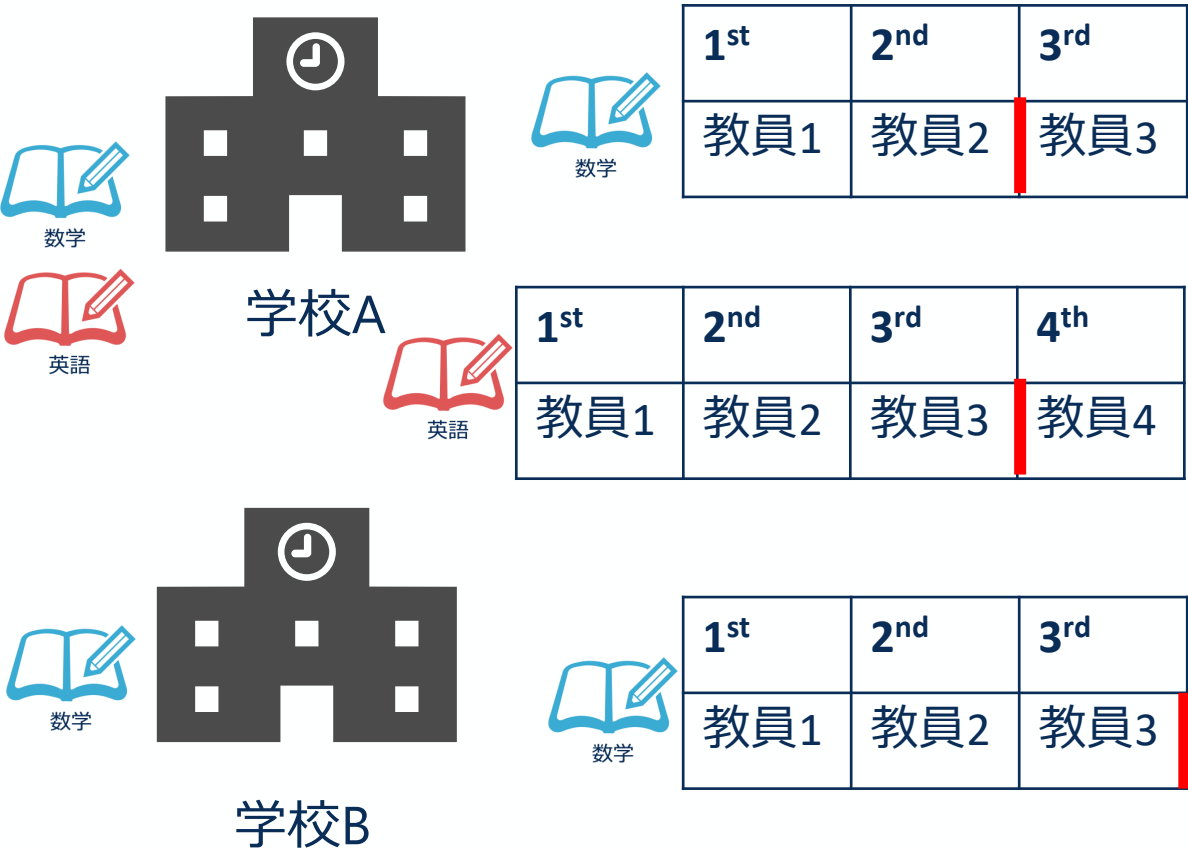 数学
英語
学校A
数学
1st 2nd 3rd
教員1 教員2 教員3
英語
1st 2nd 3rd 4th
教員1 教員2 教員3 教員4
数学
学校B
数学
1st 2nd 3rd
教員1 教員2 教員3